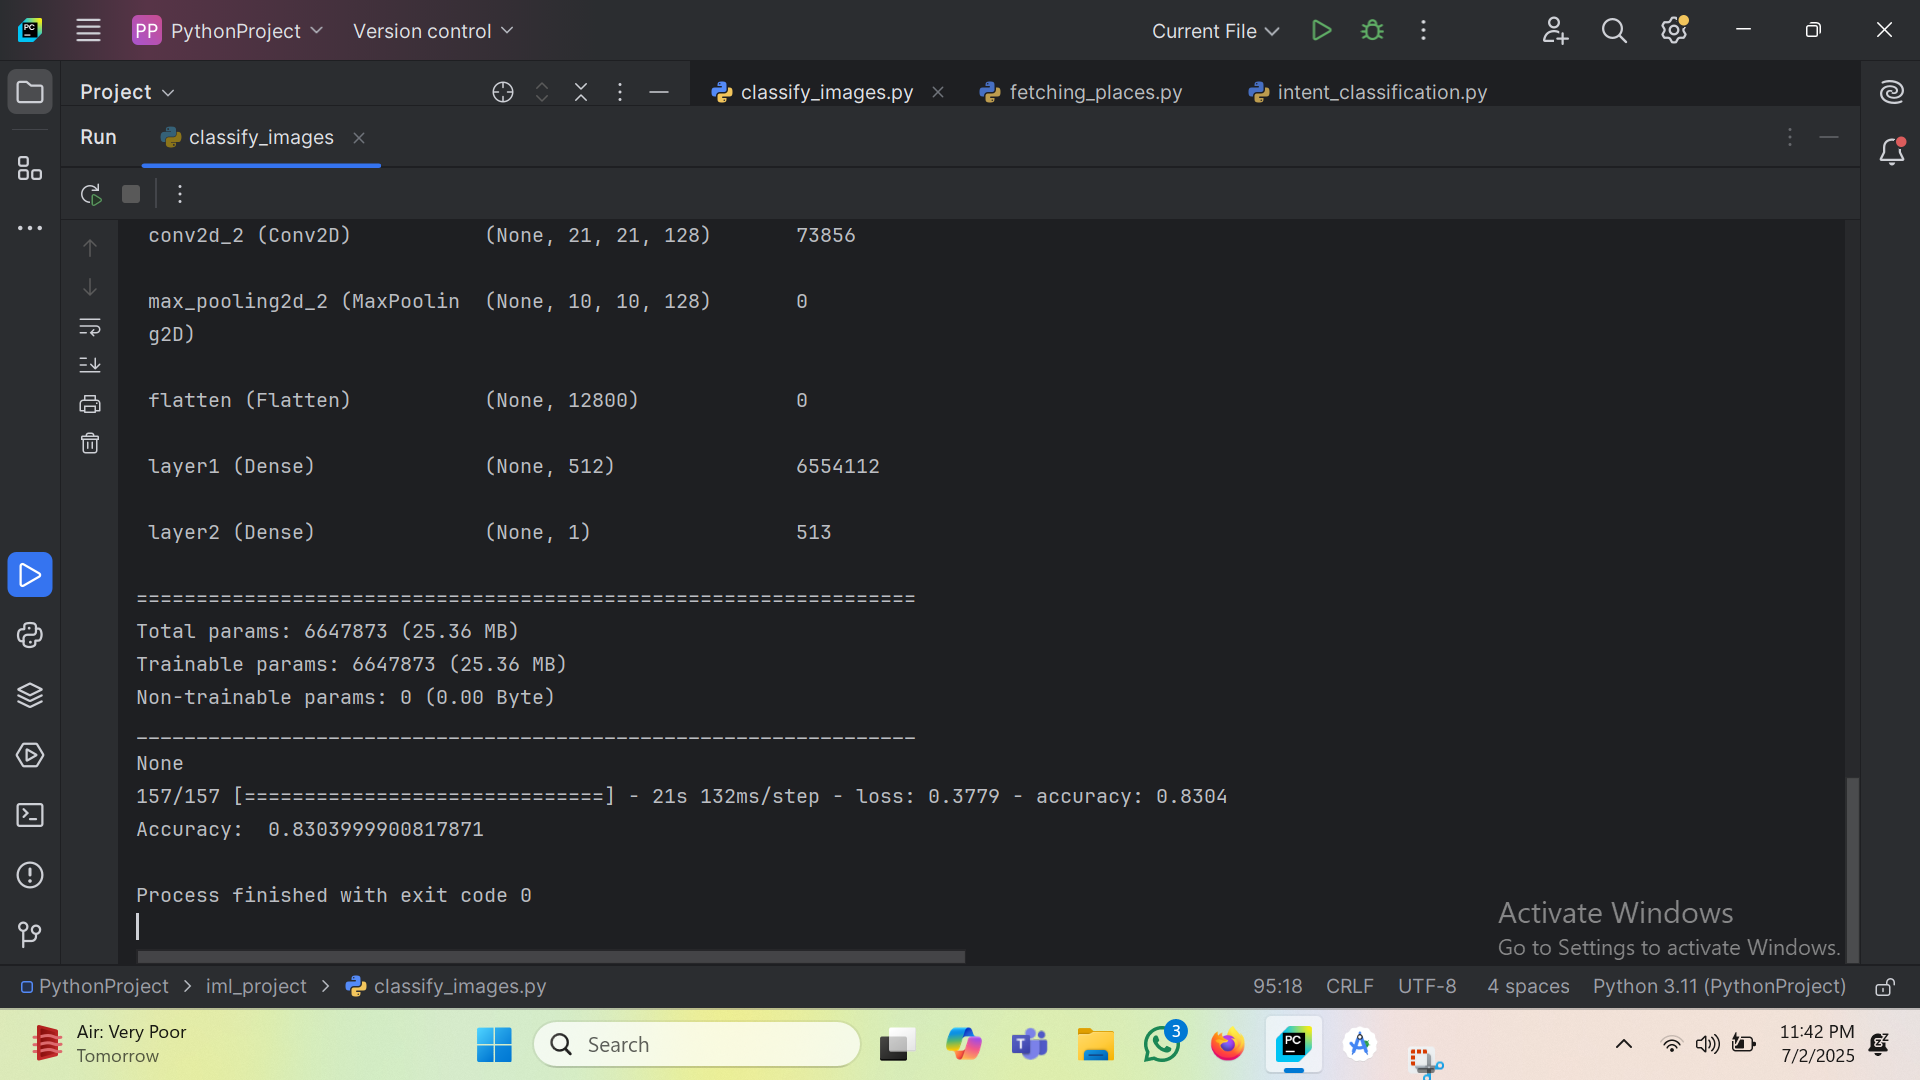 PP PythonProject Version control Current File
Project classify_images.py fetching_places.py intent_classification.py
Run classify_images
conv2d_2 (Conv2D) (None, 21, 21, 128) 73856
max_pooling2d_2 (MaxPoolin (None, 10, 10, 128) 0
g2D)
flatten (Flatten) (None, 12800) 0
layer1 (Dense) (None, 512) 6554112
layer2 (Dense) (None, 1) 513
=================================================================
Total params: 6647873 (25.36 MB)
Trainable params: 6647873 (25.36 MB)
Non-trainable params: 0 (0.00 Byte)
_________________________________________________________________
None
157/157 [==============================] - 21s 132ms/step - loss: 0.3779 - accuracy: 0.8304
Accuracy:  0.8303999900817871
Process finished with exit code 0
Activate Windows
Go to Settings to activate Windows.
PythonProject > iml_project > classify_images.py 95:18 CRLF UTF-8 4 spaces Python 3.11 (PythonProject)
Air: Very Poor
Tomorrow
Search
3
PC
11:42 PM
7/2/2025